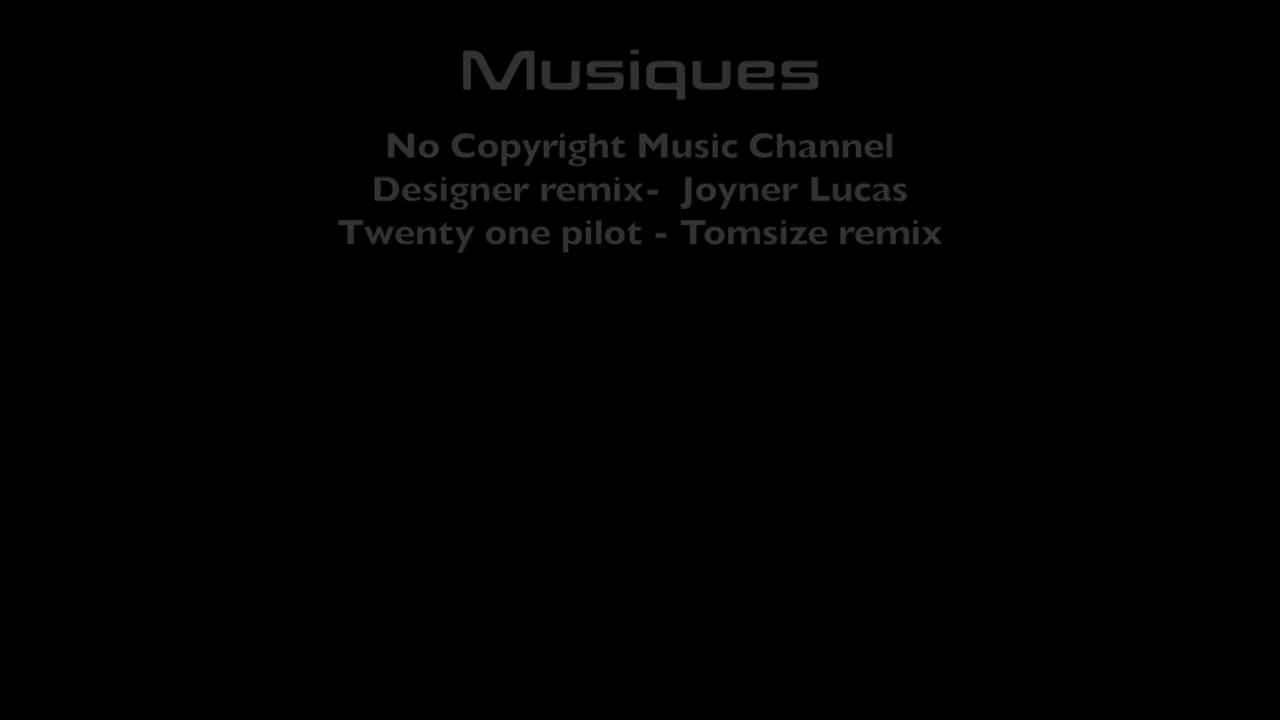 Musiques
No Copyright Music Channel
Designer remix-  Joyner Lucas
Twenty one pilot - Tomsize remix